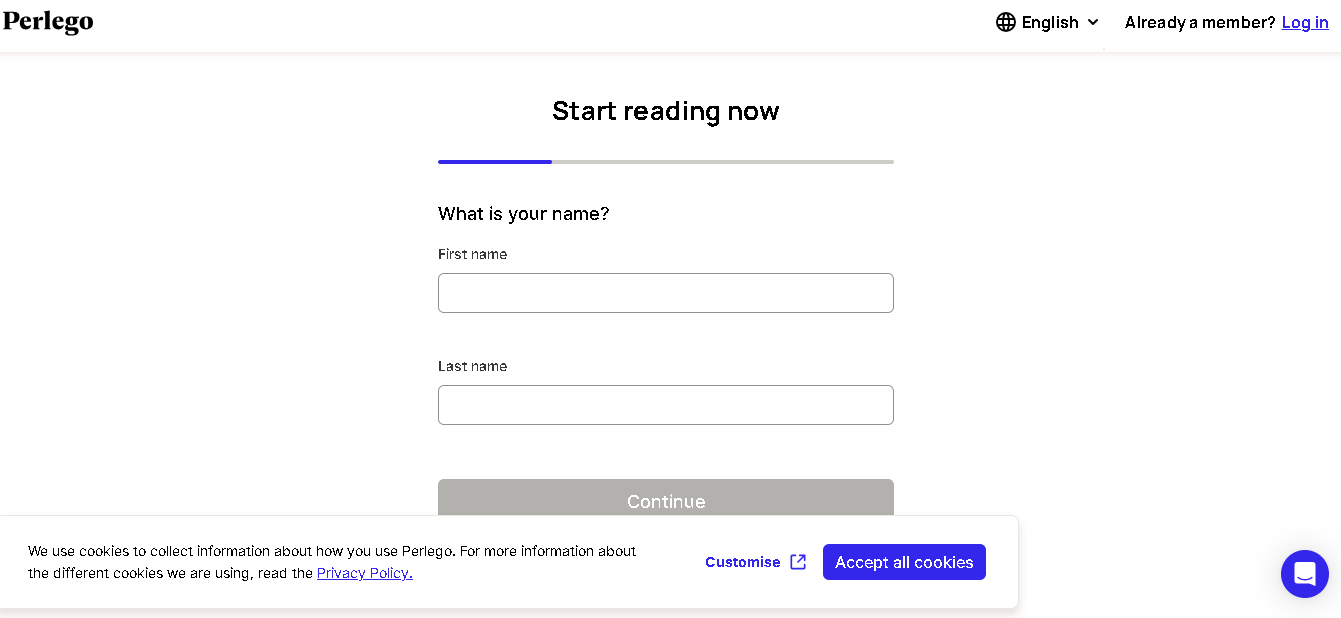 Perlego
English
Already a member? Log in
Start reading now
What is your name?
First name
Last name
Continue
We use cookies to collect information about how you use Perlego. For more information about
the different cookies we are using, read the Privacy Policy.
Customise
Accept all cookies